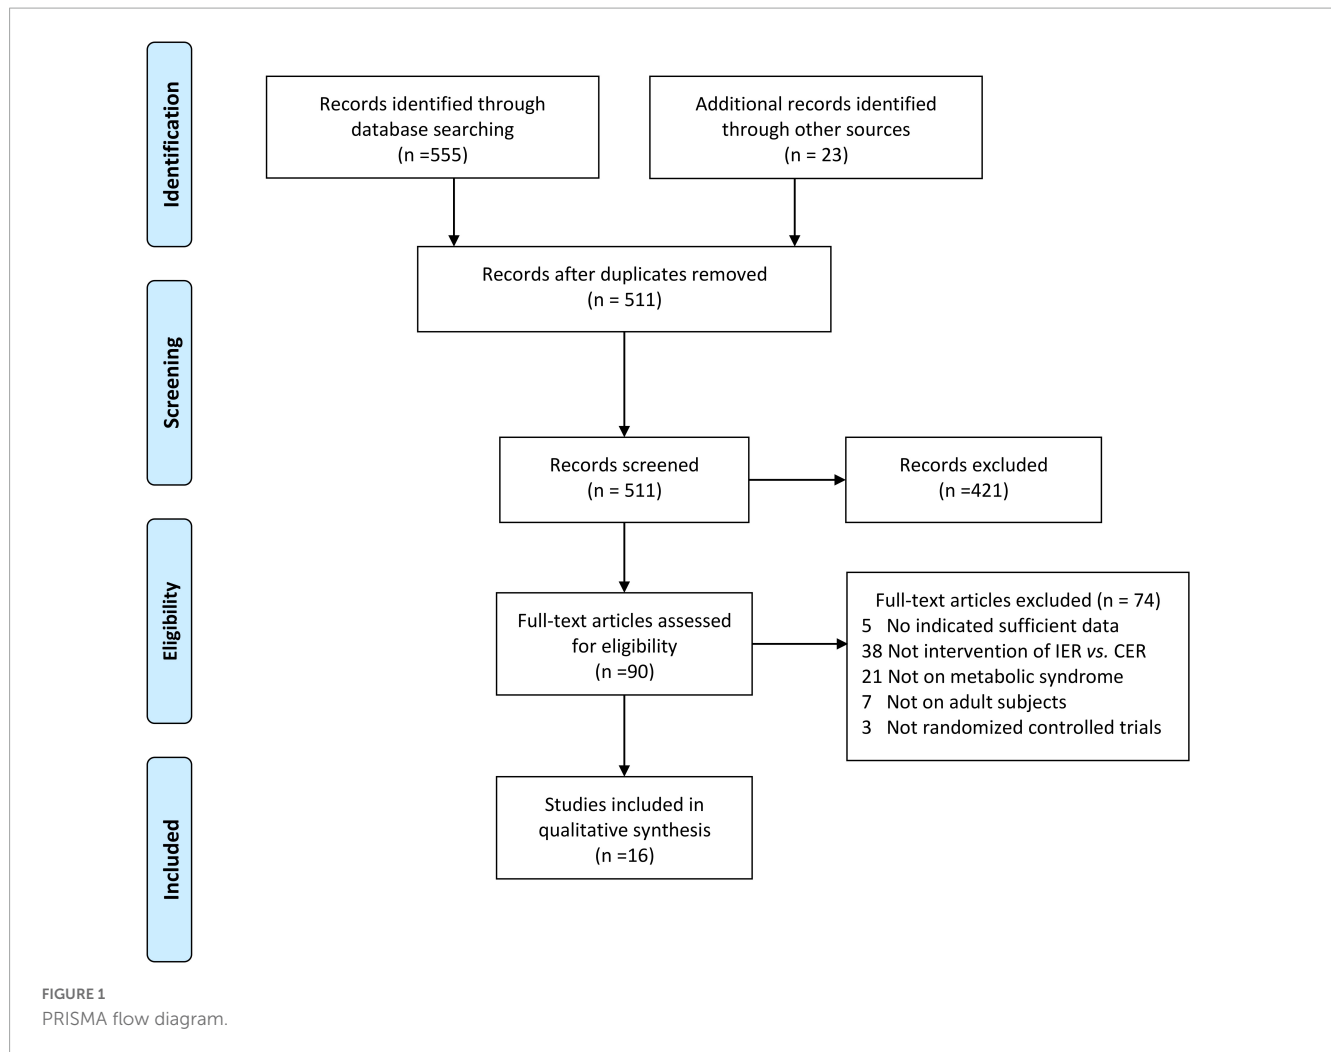 Identification
Records identified through
database searching
(n =555)
Additional records identified
through other sources
(n = 23)
Records after duplicates removed
(n = 511)
Screening
Records screened
(n = 511)
Records excluded
(n =421)
Eligibility
Full-text articles assessed
for eligibility
(n =90)
Full-text articles excluded (n = 74)
5 No indicated sufficient data
38 Not intervention of IER vs. CER
21 Not on metabolic syndrome
7 Not on adult subjects
3 Not randomized controlled trials
Included
Studies included in
qualitative synthesis
(n =16)
FIGURE 1
PRISMA flow diagram.